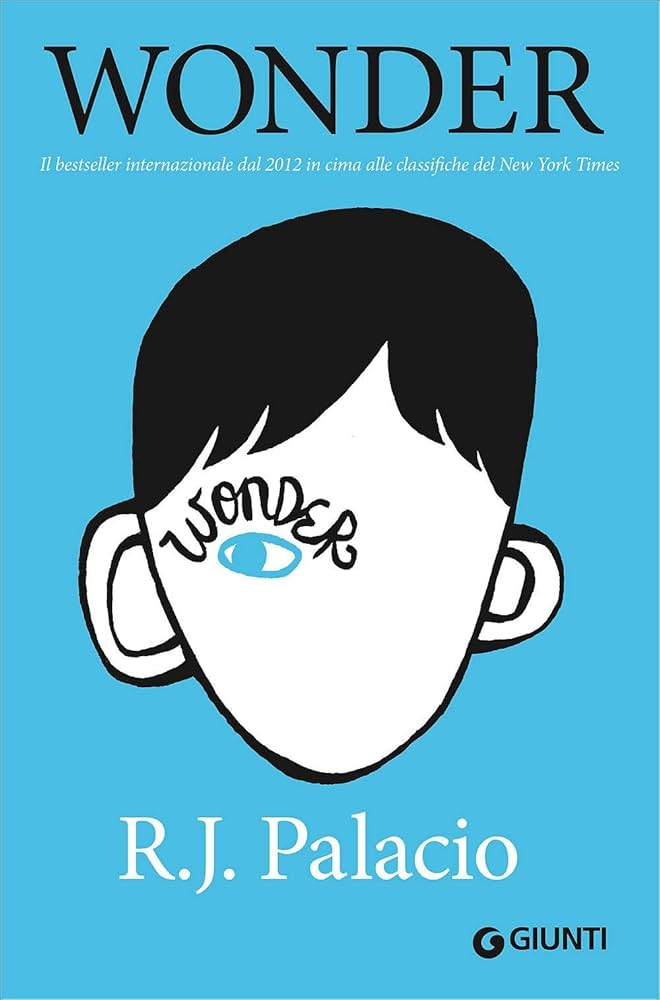 WONDER
Il bestseller internazionale dal 2012 in cima alle classifiche del New York Times
WONDER
R.J. Palacio
GIUNTI